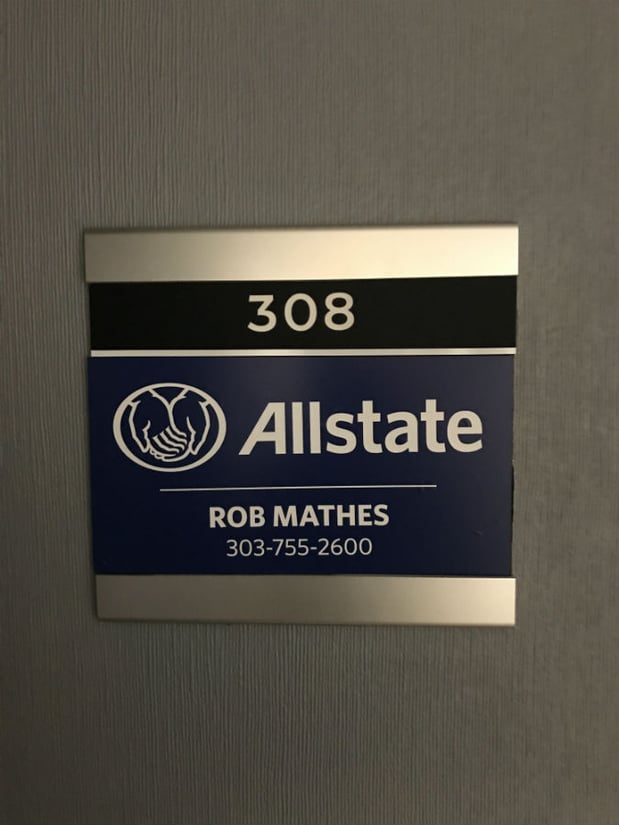 308
Allstate
ROB MATHES
303-755-2600